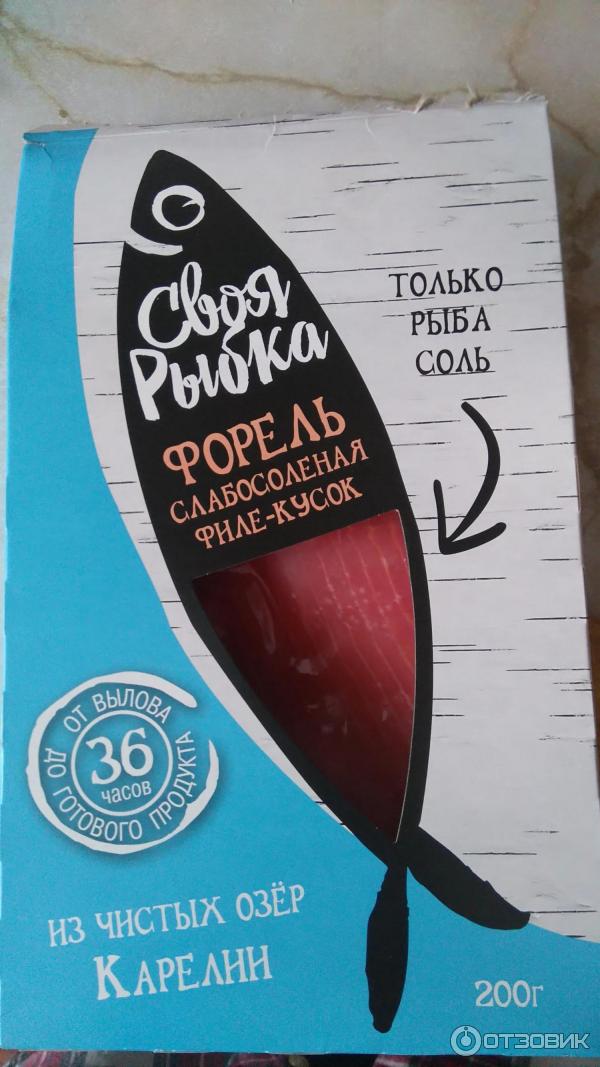 Своя
Рыбка
ФОРЕЛЬ
СЛАБОСОЛЕНАЯ
ФИЛЕ-КУСОК
ТОЛЬКО
РЫБА
СОЛЬ
ОТ ВЫЛОВА
36
часов
ДО ГОТОВОГО ПРОДУКТА
ИЗ ЧИСТЫХ ОЗЁР
КАРЕЛИИ
200г
ОТЗОВИК